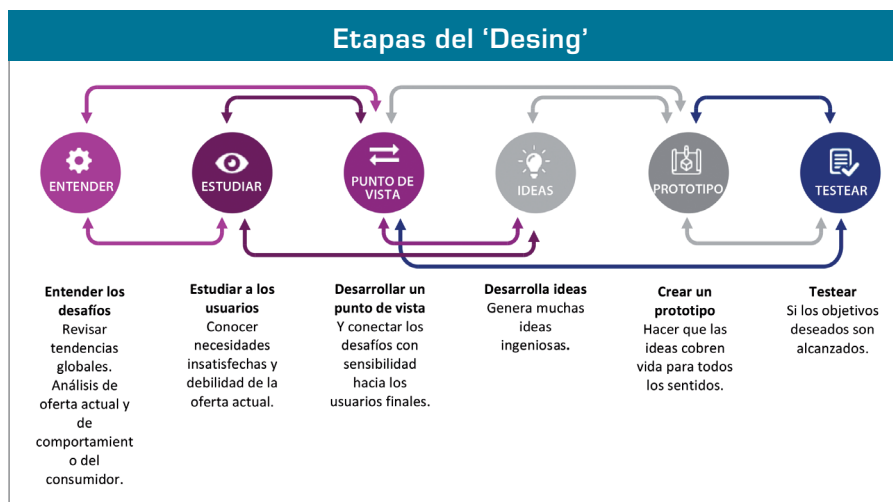 Etapas del ‘Desing’
ENTENDER
ESTUDIAR
PUNTO DE
VISTA
IDEAS
PROTOTIPO
TESTEAR
Entender los
desafíos
Revisar
tendencias
globales.
Análisis de
oferta actual y
de
comportamient
o del
consumidor.
Estudiar a los
usuarios
Conocer
necesidades
insatisfechas y
debilidad de la
oferta actual.
Desarrollar un
punto de vista
Y conectar los
desafíos con
sensibilidad
hacia los
usuarios finales.
Desarrolla ideas
Genera muchas
ideas
ingeniosas.
Crear un
prototipo
Hacer que las
ideas cobren
vida para todos
los sentidos.
Testear
Si los objetivos
deseados son
alcanzados.